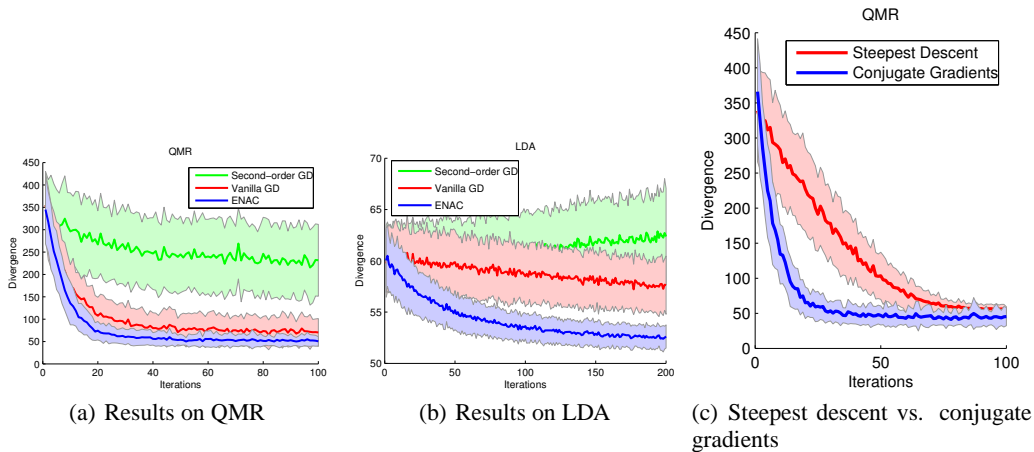 QMR
450
400
350
300
250
200
150
100
50
0
Divergence
0
20
40
60
80
100
Iterations
Second−order GD
Vanilla GD
ENAC
(a) Results on QMR
LDA
70
65
60
55
50
Divergence
0
50
100
150
200
Iterations
Second−order GD
Vanilla GD
ENAC
(b) Results on LDA
QMR
450
400
350
300
250
200
150
100
50
0
Divergence
0
50
100
Iterations
Steepest Descent
Conjugate Gradients
(c) Steepest descent vs. conjugate
gradients